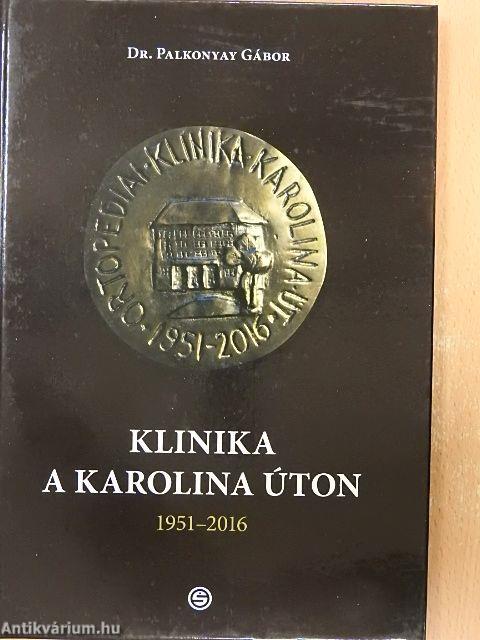 Dr. Palkonyay Gábor
ORTOPÉDIAI·KLINIKA·KAROLINA·ÚT·
1951-2016
KLINIKA
A KAROLINA ÚTON
1951–2016
S
Antikvárium.hu